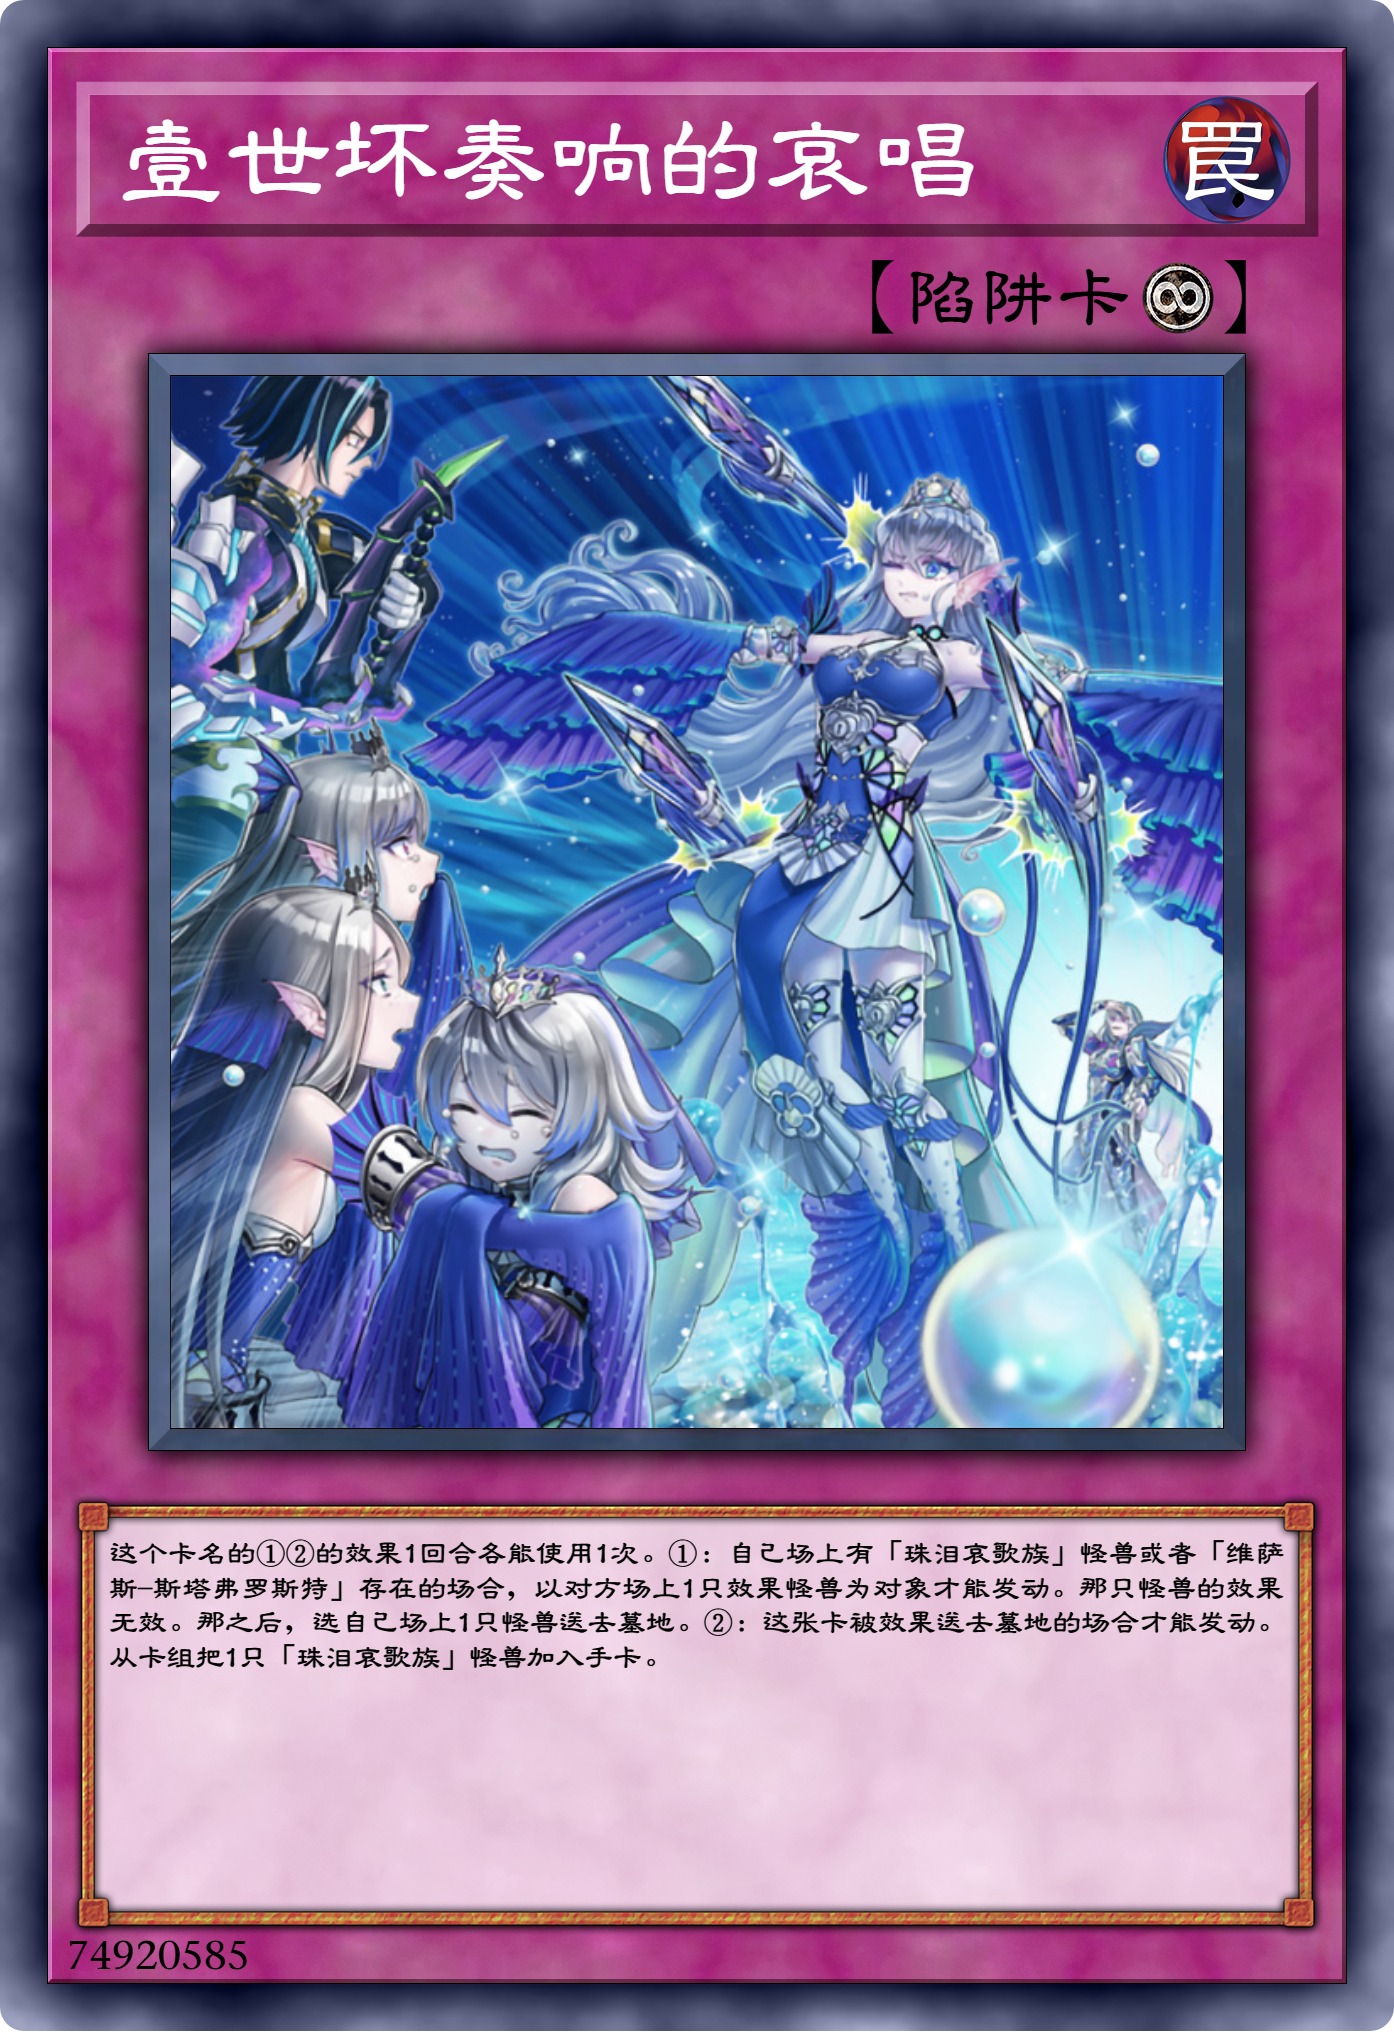 壹世坏奏响的哀唱
罠
【陷阱卡♾】
这个卡名的①②的效果1回合各能使用1次。①：自己场上有「珠泪哀歌族」怪兽或者「维萨
斯-斯塔弗罗斯特」存在的场合，以对方场上1只效果怪兽为对象才能发动。那只怪兽的效果
无效。那之后，选自己场上1只怪兽送去墓地。②：这张卡被效果送去墓地的场合才能发动。
从卡组把1只「珠泪哀歌族」怪兽加入手卡。
74920585